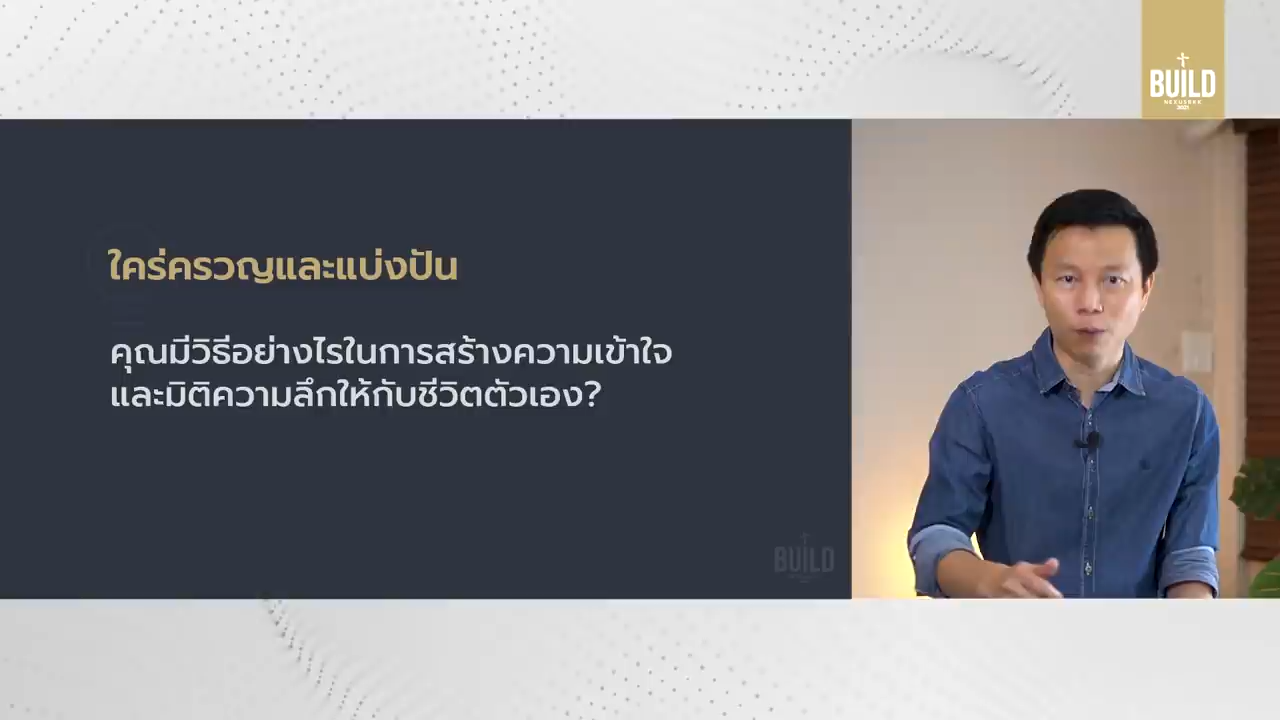 BUILD
NEXUSBKK
2021
ใคร่ครวญและแบ่งปัน
คุณมีวิธีอย่างไรในการสร้างความเข้าใจ
และมิติความลึกให้กับชีวิตตัวเอง?
BUILD